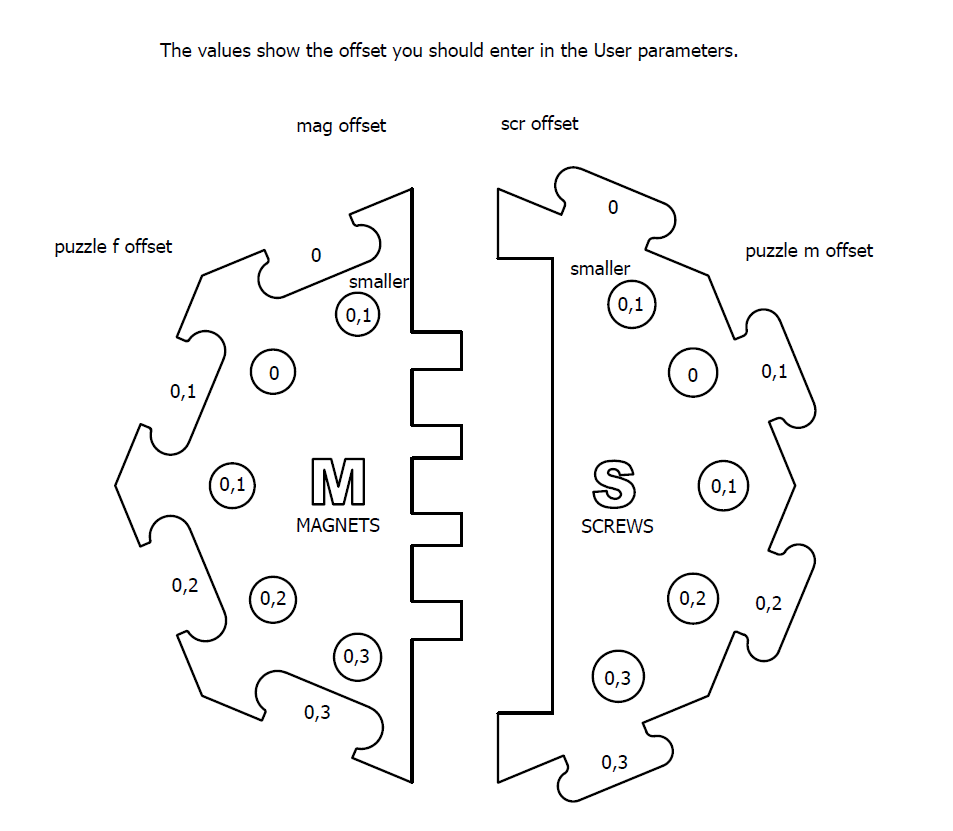 The values show the offset you should enter in the User parameters.
mag offset
scr offset
puzzle f offset
puzzle m offset
0
smaller
0,1
0
0,1
0,1
M
MAGNETS
0,2
0,2
0,3
0,3
0
smaller
0,1
0
0,1
0,1
S
SCREWS
0,2
0,2
0,3
0,3